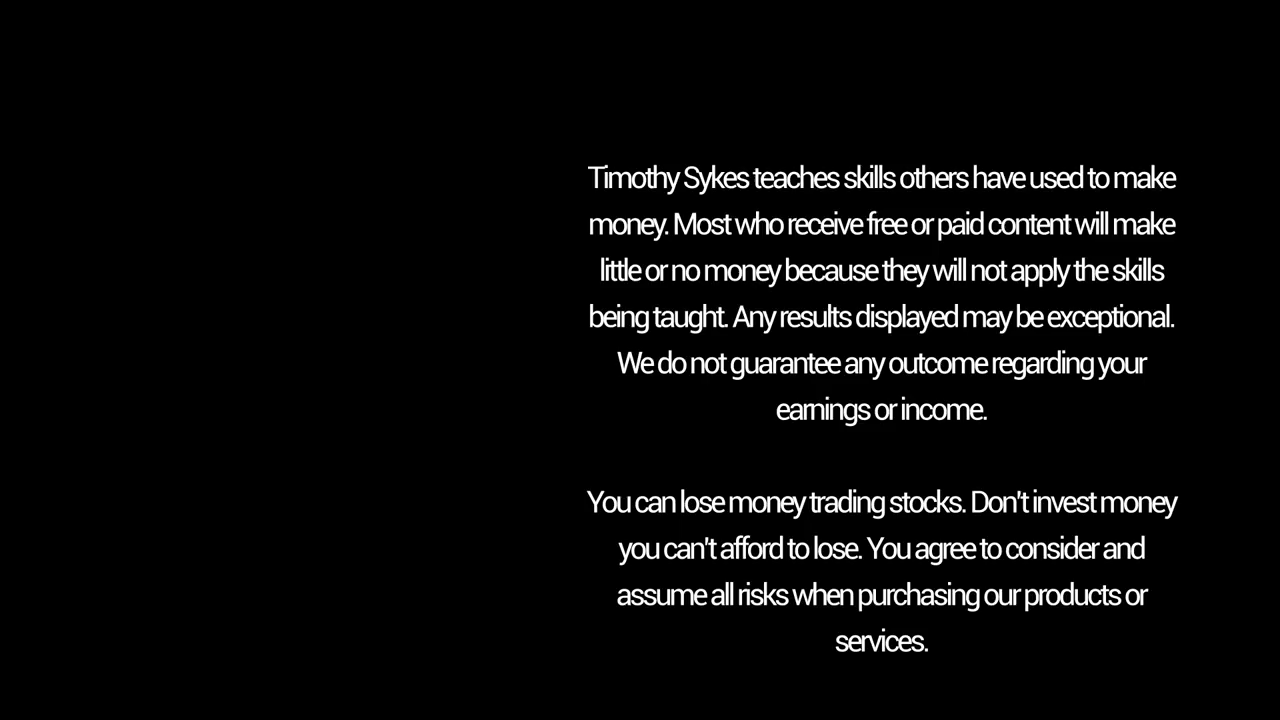 Timothy Sykes teaches skills others have used to make
money. Most who receive free or paid content will make
little or no money because they will not apply the skills
being taught. Any results displayed may be exceptional.
We do not guarantee any outcome regarding your
earnings or income.
You can lose money trading stocks. Don't invest money
you can't afford to lose. You agree to consider and
assume all risks when purchasing our products or
services.